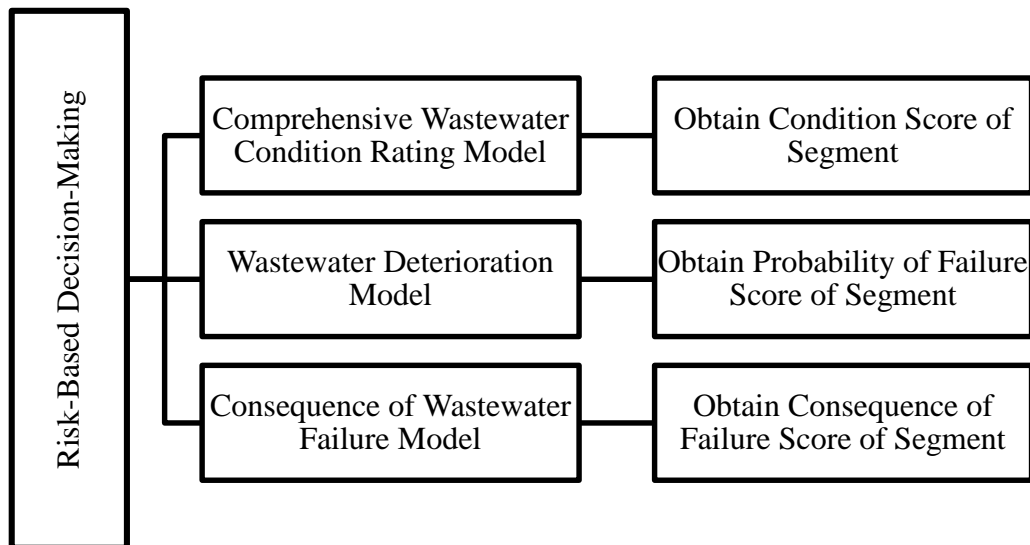 Risk-Based Decision-Making
Comprehensive Wastewater
Condition Rating Model
Obtain Condition Score of
Segment
Wastewater Deterioration
Model
Obtain Probability of Failure
Score of Segment
Consequence of Wastewater
Failure Model
Obtain Consequence of
Failure Score of Segment